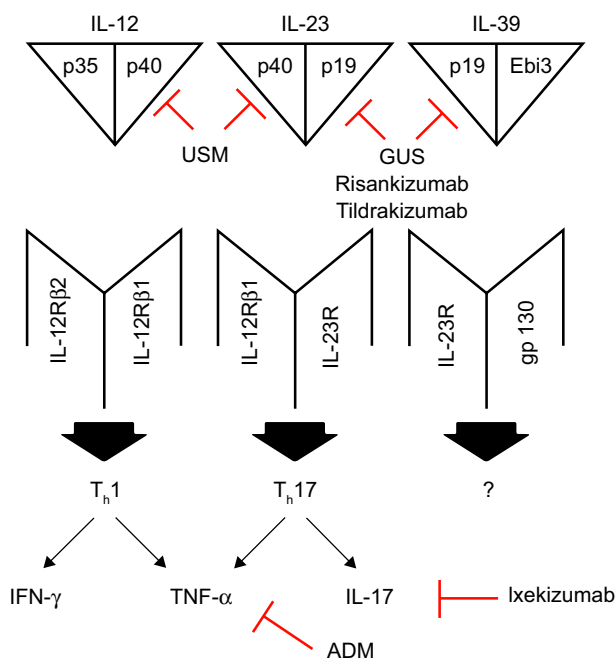 IL-12 IL-23 IL-39
p35 p40 p40 p19 p19 Ebi3
USM GUS
Risankizumab
Tildrakizumab
IL-12Rβ2 IL-12Rβ1 IL-12Rβ1 IL-23R IL-23R gp 130
Th1 Th17 ?
IFN-γ TNF-α IL-17 Ixekizumab
ADM